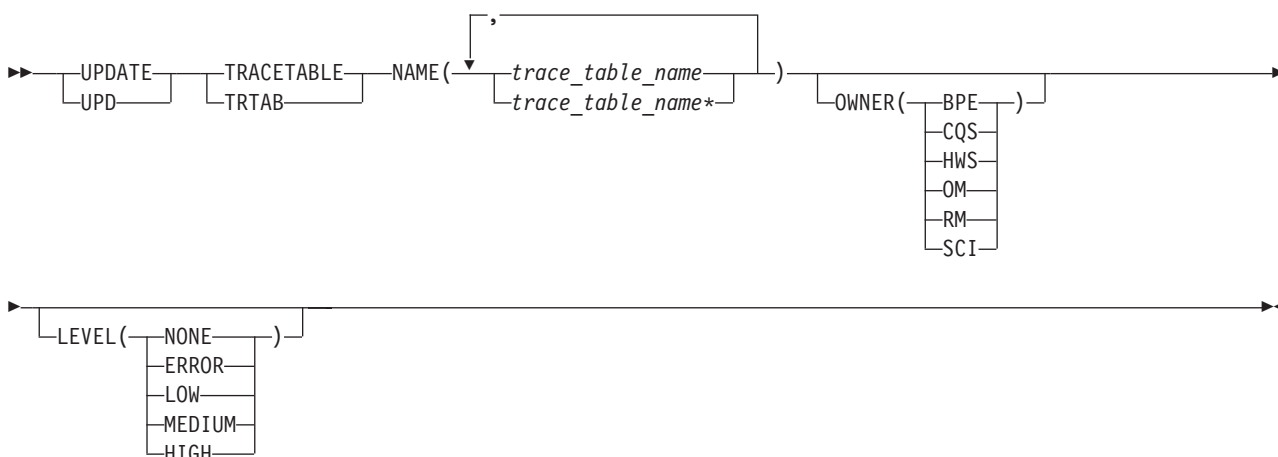 ,
UPDATE TRACETABLE NAME( trace_table_name ) OWNER( BPE )
UPD TRTAB trace_table_name* CQS
HWS
OM
RM
SCI
LEVEL( NONE )
ERROR
LOW
MEDIUM
HIGH